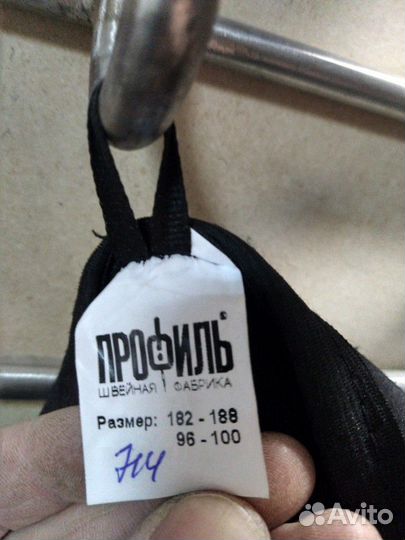 ПРОФИЛЬ®
ШВЕЙНАЯ ФАБРИКА
Размер: 182 - 188
96 - 100
Avito